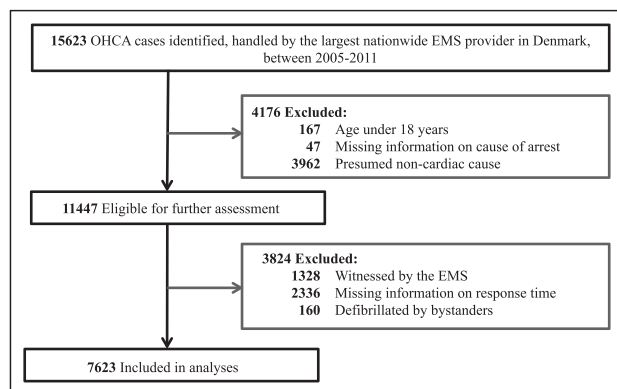 15623 OHCA cases identified, handled by the largest nationwide EMS provider in Denmark,
between 2005-2011
4176 Excluded:
167 Age under 18 years
47 Missing information on cause of arrest
3962 Presumed non-cardiac cause
11447 Eligible for further assessment
3824 Excluded:
1328 Witnessed by the EMS
2336 Missing information on response time
160 Defibrillated by bystanders
7623 Included in analyses